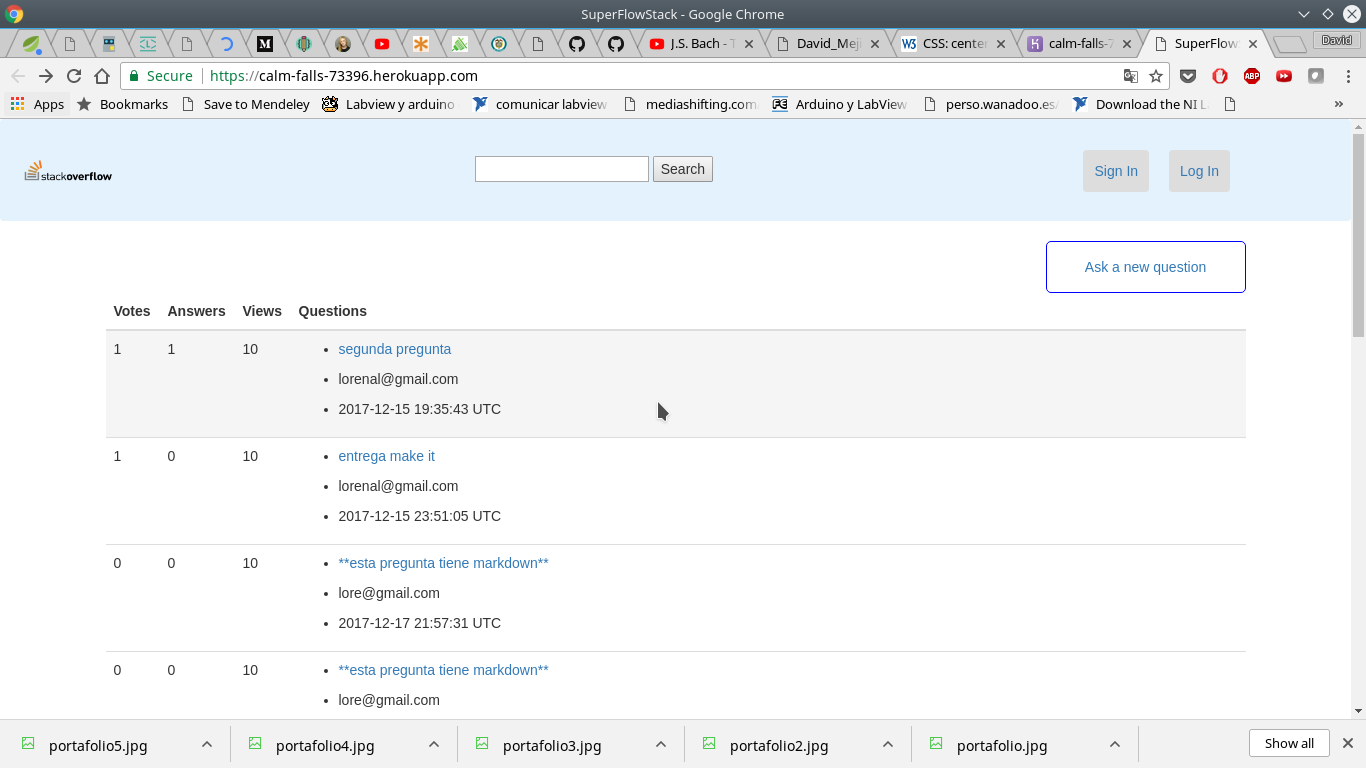 SuperFlowStack - Google Chrome
J.S. Bach - T
David_Meji
CSS: cente
calm-falls-7
SuperFlow
David
Secure https://calm-falls-73396.herokuapp.com
Apps Bookmarks Save to Mendeley Labview y arduino comunicar labview mediashifting.com Arduino y LabView perso.wanadoo.es/ Download the NI L »
stackoverflow
Search
Sign In
Log In
Ask a new question
Votes Answers Views Questions
1 1 10 • segunda pregunta
• lorenal@gmail.com
• 2017-12-15 19:35:43 UTC
1 0 10 • entrega make it
• lorenal@gmail.com
• 2017-12-15 23:51:05 UTC
0 0 10 • **esta pregunta tiene markdown**
• lore@gmail.com
• 2017-12-17 21:57:31 UTC
0 0 10 • **esta pregunta tiene markdown**
• lore@gmail.com
portafolio5.jpg portafolio4.jpg portafolio3.jpg portafolio2.jpg portafolio.jpg Show all